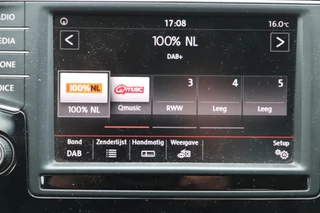 ADIO
EDIA
ONE
OICE
17:08
16.0°C
< 100% NL >
DAB+
100%NL
Qmusic
3
4
5
100% NL
Qmusic
RWW
Leeg
Leeg
Band
Zenderlijst
Handmatig
Weergave
Setup
DAB